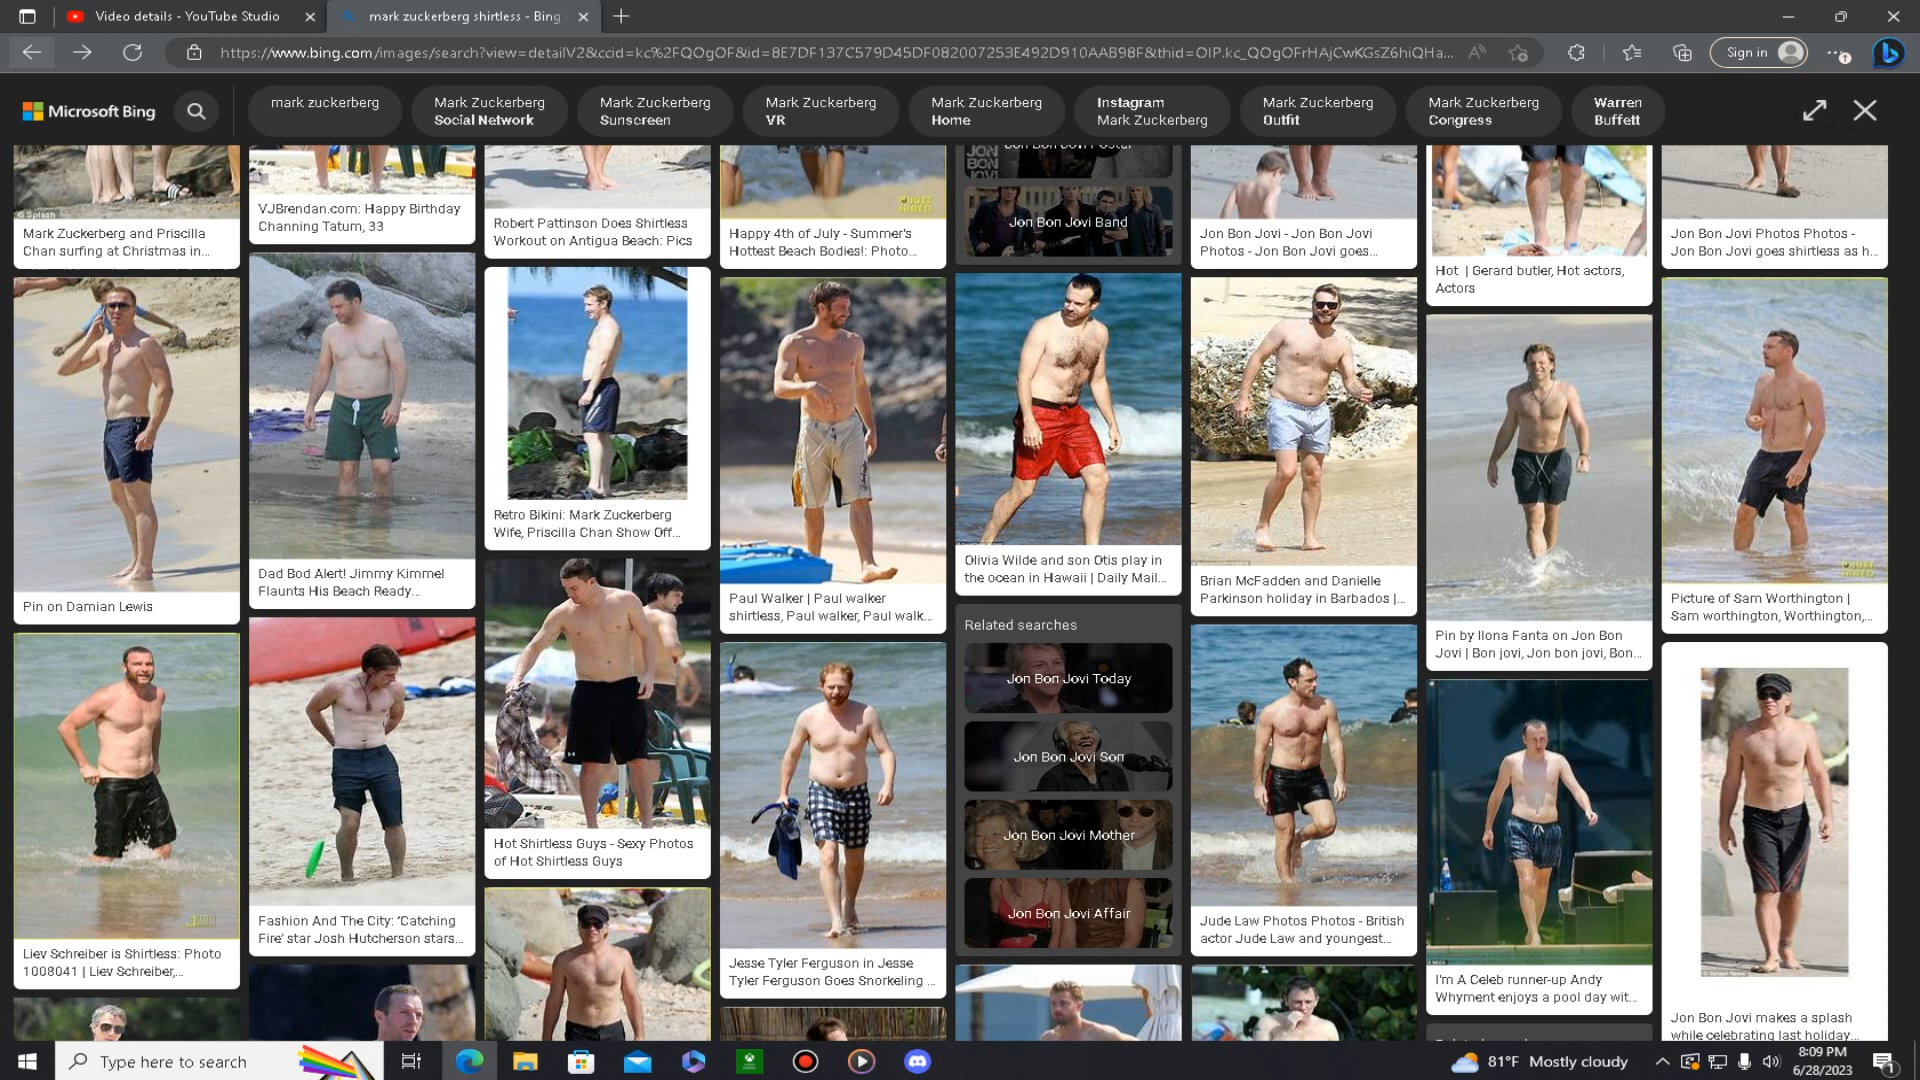 Video details - YouTube Studio
mark zuckerberg shirtless - Bing
https://www.bing.com/images/search?view=detailV2&ccid=kc%2FQOgOF&id=8E7DF137C579D45DF082007253E492D910AAB98F&thid=OIP.kc_QOgOFrHAjCwKGsZ6hiQHa...
Sign in
Microsoft Bing
mark zuckerberg
Mark Zuckerberg
Social Network
Mark Zuckerberg
Sunscreen
Mark Zuckerberg
VR
Mark Zuckerberg
Home
Instagram
Mark Zuckerberg
Mark Zuckerberg
Outfit
Mark Zuckerberg
Congress
Warren
Buffett
© Splash
Mark Zuckerberg and Priscilla
Chan surfing at Christmas in...
Pin on Damian Lewis
Liev Schreiber is Shirtless: Photo
1008041 | Liev Schreiber,...
VJBrendan.com: Happy Birthday
Channing Tatum, 33
Dad Bod Alert! Jimmy Kimmel
Flaunts His Beach Ready...
Fashion And The City: ‘Catching
Fire’ star Josh Hutcherson stars...
Robert Pattinson Does Shirtless
Workout on Antigua Beach: Pics
Retro Bikini: Mark Zuckerberg
Wife, Priscilla Chan Show Off...
Hot Shirtless Guys - Sexy Photos
of Hot Shirtless Guys
JUST
JARED
Happy 4th of July - Summer's
Hottest Beach Bodies!: Photo...
Paul Walker | Paul walker
shirtless, Paul walker, Paul walk...
Jesse Tyler Ferguson in Jesse
Tyler Ferguson Goes Snorkeling ...
JON
BON
JOVI
Jon Bon Jovi Poster
Jon Bon Jovi Band
Olivia Wilde and son Otis play in
the ocean in Hawaii | Daily Mail...
Related searches
Jon Bon Jovi Today
Jon Bon Jovi Son
Jon Bon Jovi Mother
Jon Bon Jovi Affair
Jon Bon Jovi - Jon Bon Jovi
Photos - Jon Bon Jovi goes...
Brian McFadden and Danielle
Parkinson holiday in Barbados |...
Jude Law Photos Photos - British
actor Jude Law and youngest...
Hot | Gerard butler, Hot actors,
Actors
Pin by Ilona Fanta on Jon Bon
Jovi | Bon jovi, Jon bon jovi, Bon...
I'm A Celeb runner-up Andy
Whyment enjoys a pool day wit...
Jon Bon Jovi Photos Photos -
Jon Bon Jovi goes shirtless as h...
Picture of Sam Worthington |
Sam worthington, Worthington,...
Jon Bon Jovi makes a splash
while celebrating last holiday...
Type here to search
81°F Mostly cloudy
8:09 PM
6/28/2023
1